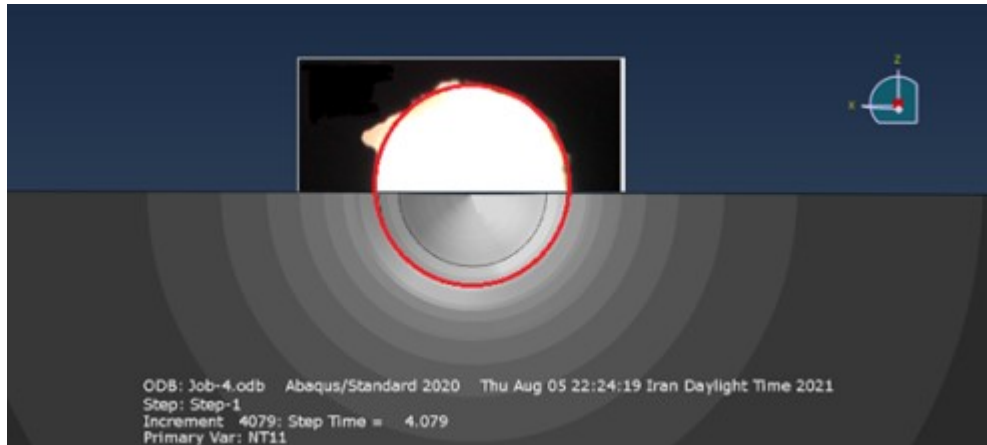 Z
X
ODB: Job-4.odb Abaqus/Standard 2020 Thu Aug 05 22:24:19 Iran Daylight Time 2021
Step: Step-1
Increment 4079: Step Time = 4.079
Primary Var: NT11